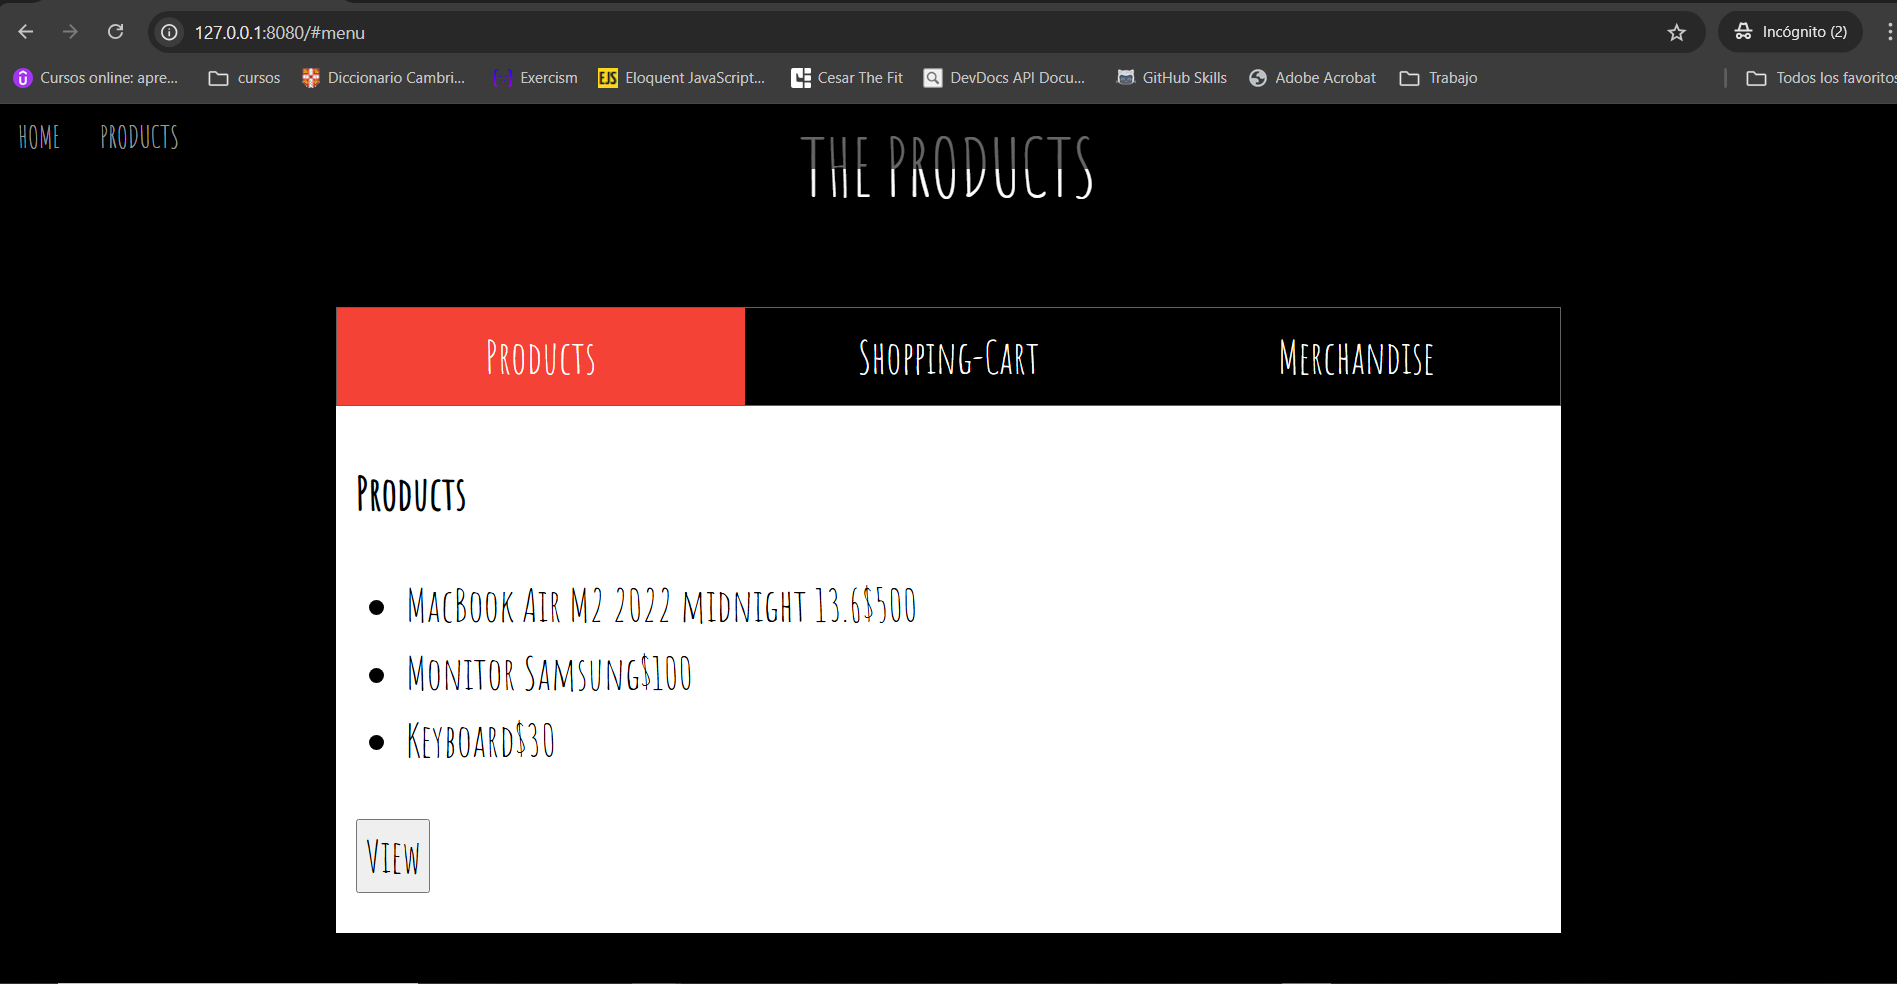 127.0.0.1:8080/#menu
Incógnito (2)
Cursos online: apre...
cursos
Diccionario Cambri...
Exercism
EJS
Eloquent JavaScript...
Cesar The Fit
DevDocs API Docu...
GitHub Skills
Adobe Acrobat
Trabajo
Todos los favoritos
HOME
PRODUCTS
THE PRODUCTS
Products
Shopping-Cart
Merchandise
Products
MacBook Air M2 2022 midnight 13.6$500
Monitor Samsung$100
Keyboard$30
View